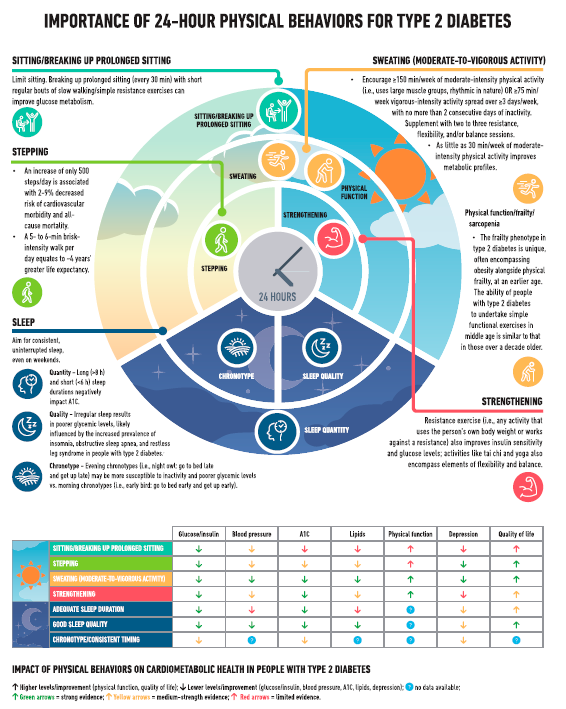 IMPORTANCE OF 24-HOUR PHYSICAL BEHAVIORS FOR TYPE 2 DIABETES
SITTING/BREAKING UP PROLONGED SITTING
Limit sitting. Breaking up prolonged sitting (every 30 min) with short
regular bouts of slow walking/simple resistance exercises can
improve glucose metabolism.
STEPPING
• An increase of only 500
steps/day is associated
with 2-9% decreased
risk of cardiovascular
morbidity and all-
cause mortality.
• A 5- to 6-min brisk-
intensity walk per
day equates to ~4 years'
greater life expectancy.
SLEEP
Aim for consistent,
uninterrupted sleep,
even on weekends.
Quantity – Long (>8 h)
and short (<6 h) sleep
durations negatively
impact A1C.
Quality – Irregular sleep results
in poorer glycemic levels, likely
influenced by the increased prevalence of
insomnia, obstructive sleep apnea, and restless
leg syndrome in people with type 2 diabetes.
Chronotype – Evening chronotypes (i.e., night owl: go to bed late
and get up late) may be more susceptible to inactivity and poorer glycemic levels
vs. morning chronotypes (i.e., early bird: go to bed early and get up early).
SITTING/BREAKING UP
PROLONGED SITTING
SWEATING
PHYSICAL
FUNCTION
STRENGTHENING
STEPPING
24 HOURS
CHRONOTYPE
SLEEP QUALITY
SLEEP QUANTITY
SWEATING (MODERATE-TO-VIGOROUS ACTIVITY)
• Encourage ≥150 min/week of moderate-intensity physical activity
(i.e., uses large muscle groups, rhythmic in nature) OR ≥75 min/
week vigorous-intensity activity spread over ≥3 days/week,
with no more than 2 consecutive days of inactivity.
Supplement with two to three resistance,
flexibility, and/or balance sessions.
• As little as 30 min/week of moderate-
intensity physical activity improves
metabolic profiles.
Physical function/frailty/
sarcopenia
• The frailty phenotype in
type 2 diabetes is unique,
often encompassing
obesity alongside physical
frailty, at an earlier age.
The ability of people
with type 2 diabetes
to undertake simple
functional exercises in
middle age is similar to that
in those over a decade older.
STRENGTHENING
Resistance exercise (i.e., any activity that
uses the person's own body weight or works
against a resistance) also improves insulin sensitivity
and glucose levels; activities like tai chi and yoga also
encompass elements of flexibility and balance.
Glucose/insulin Blood pressure A1C Lipids Physical function Depression Quality of life
SITTING/BREAKING UP PROLONGED SITTING ↓ ↓ ↓ ↓ ↑ ↓ ↑
STEPPING ↓ ↓ ↓ ↓ ↑ ↓ ↑
SWEATING (MODERATE-TO-VIGOROUS ACTIVITY) ↓ ↓ ↓ ↓ ↑ ↓ ↑
STRENGTHENING ↓ ↓ ↓ ↓ ↑ ↓ ↑
ADEQUATE SLEEP DURATION ↓ ↓ ↓ ↓ ? ↓ ↑
GOOD SLEEP QUALITY ↓ ↓ ↓ ↓ ? ↓ ↑
CHRONOTYPE/CONSISTENT TIMING ↓ ? ↓ ? ? ↓ ?
IMPACT OF PHYSICAL BEHAVIORS ON CARDIOMETABOLIC HEALTH IN PEOPLE WITH TYPE 2 DIABETES
↑ Higher levels/improvement (physical function, quality of life); ↓ Lower levels/improvement (glucose/insulin, blood pressure, A1C, lipids, depression); ? no data available;
↑ Green arrows = strong evidence; ↑ Yellow arrows = medium-strength evidence; ↑ Red arrows = limited evidence.